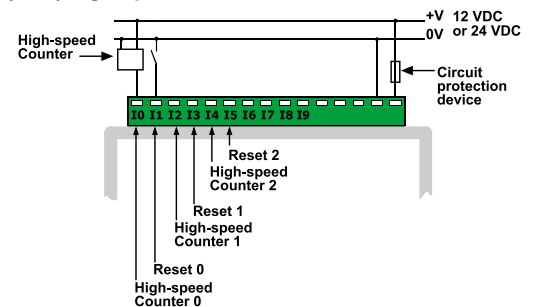 +V 12 VDC
0V or 24 VDC
High-speed
Counter
Circuit
protection
device
I0 I1 I2 I3 I4 I5 I6 I7 I8 I9
Reset 2
High-speed
Counter 2
Reset 1
High-speed
Counter 1
Reset 0
High-speed
Counter 0